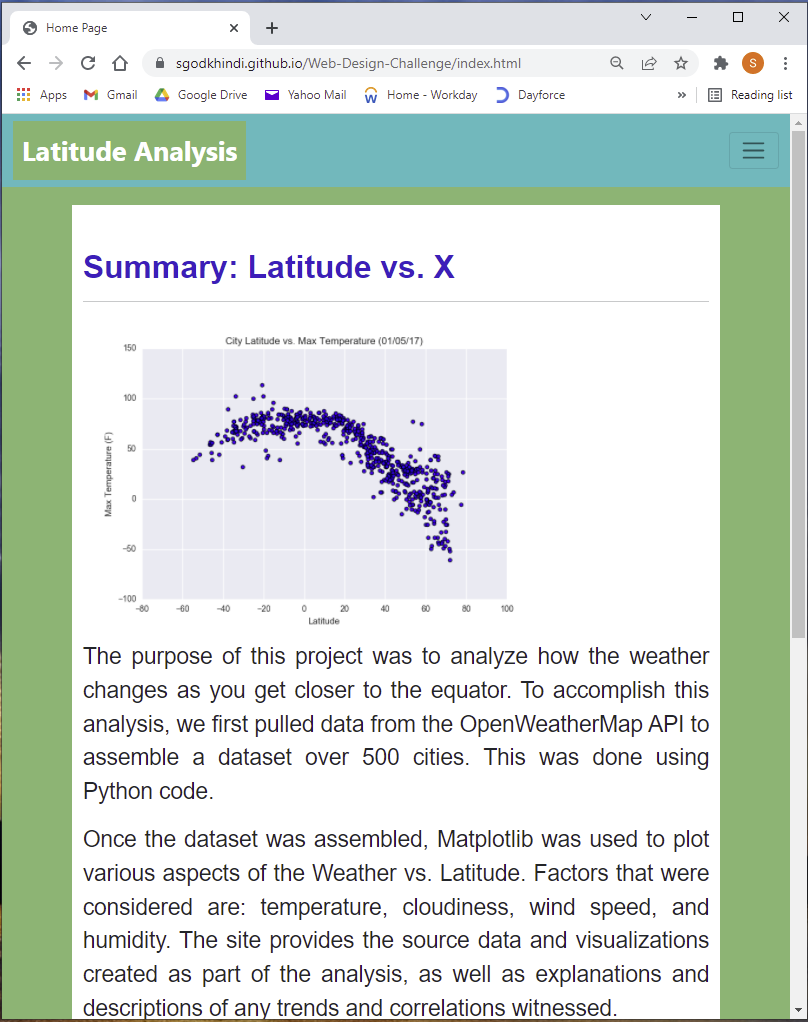 Home Page
sgodkhindi.github.io/Web-Design-Challenge/index.html
S
Apps Gmail Google Drive Yahoo Mail Home - Workday Dayforce » Reading list
Latitude Analysis
Summary: Latitude vs. X
City Latitude vs. Max Temperature (01/05/17)
150
100
50
0
−50
−100
Max Temperature (F)
−80 −60 −40 −20 0 20 40 60 80 100
Latitude
The purpose of this project was to analyze how the weather
changes as you get closer to the equator. To accomplish this
analysis, we first pulled data from the OpenWeatherMap API to
assemble a dataset over 500 cities. This was done using
Python code.
Once the dataset was assembled, Matplotlib was used to plot
various aspects of the Weather vs. Latitude. Factors that were
considered are: temperature, cloudiness, wind speed, and
humidity. The site provides the source data and visualizations
created as part of the analysis, as well as explanations and
descriptions of any trends and correlations witnessed.